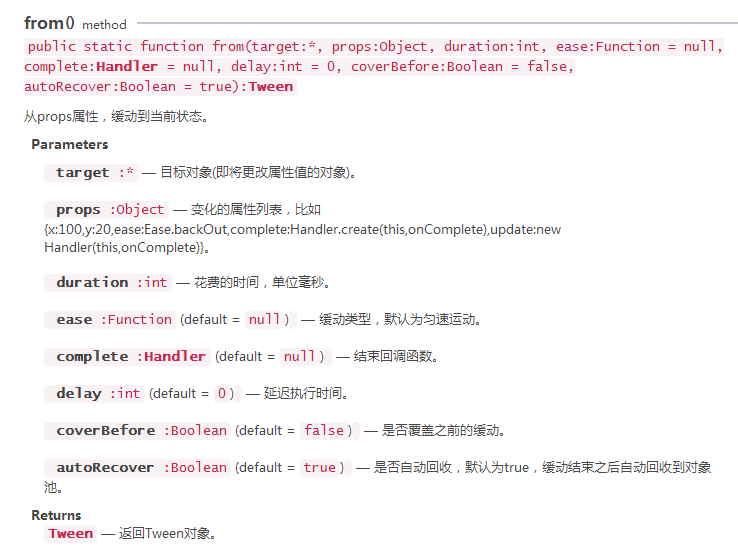 from() method
public static function from(target:*, props:Object, duration:int, ease:Function = null,
complete:Handler = null, delay:int = 0, coverBefore:Boolean = false,
autoRecover:Boolean = true):Tween
从props属性，缓动到当前状态。
Parameters
target :* — 目标对象(即将更改属性值的对象)。
props :Object — 变化的属性列表，比如
{x:100,y:20,ease:Ease.backOut,complete:Handler.create(this,onComplete),update:new
Handler(this,onComplete)}。
duration :int — 花费的时间，单位毫秒。
ease :Function (default = null) — 缓动类型，默认为匀速运动。
complete :Handler (default = null) — 结束回调函数。
delay :int (default = 0) — 延迟执行时间。
coverBefore :Boolean (default = false) — 是否覆盖之前的缓动。
autoRecover :Boolean (default = true) — 是否自动回收，默认为true，缓动结束之后自动回收到对象
池。
Returns
Tween — 返回Tween对象。